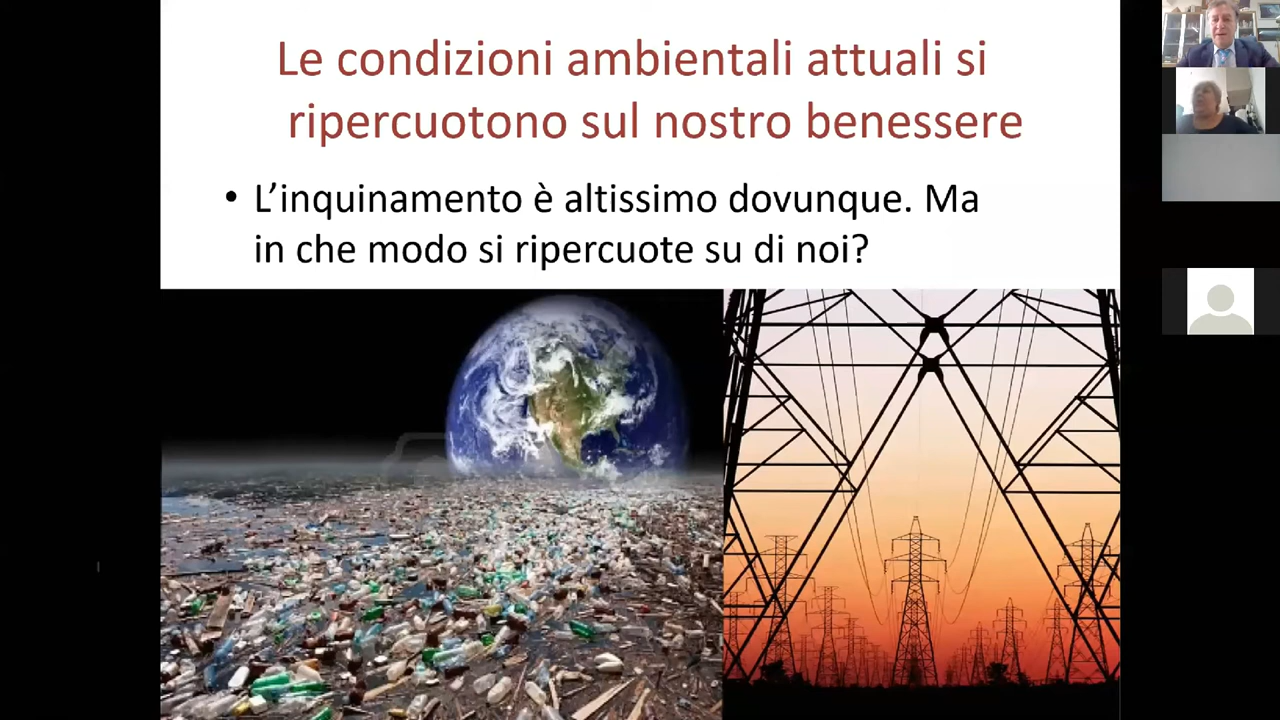 Le condizioni ambientali attuali si
ripercuotono sul nostro benessere
• L’inquinamento è altissimo dovunque. Ma
in che modo si ripercuote su di noi?